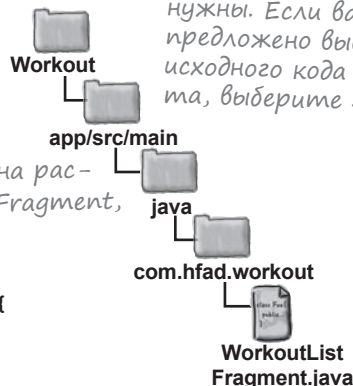 нужны. Если ва
предложено выб
исходного кода
та, выберите
Workout
app/src/main
на рас-
Fragment,
java
com.hfad.workout
{
WorkoutList
Fragment.java